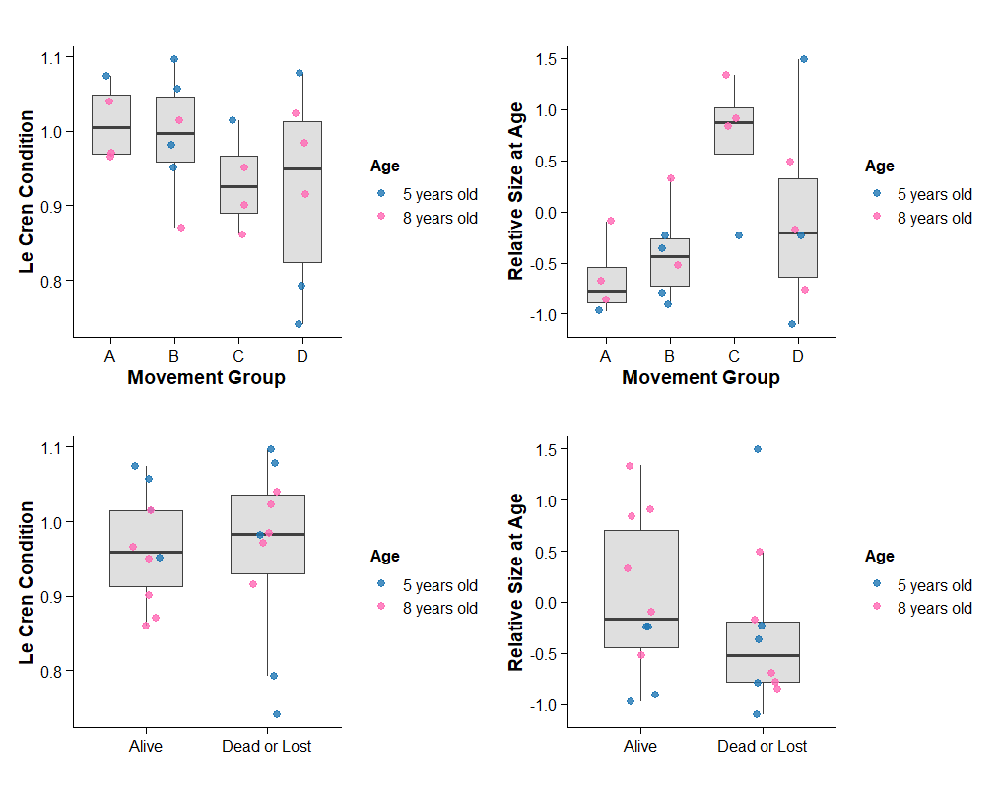 Le Cren Condition
1.1
1.0
0.9
0.8
A B C D
Movement Group
Age
5 years old
8 years old
Relative Size at Age
1.5
1.0
0.5
0.0
-0.5
-1.0
A B C D
Movement Group
Age
5 years old
8 years old
Le Cren Condition
1.1
1.0
0.9
0.8
Alive Dead or Lost
Age
5 years old
8 years old
Relative Size at Age
1.5
1.0
0.5
0.0
-0.5
-1.0
Alive Dead or Lost
Age
5 years old
8 years old